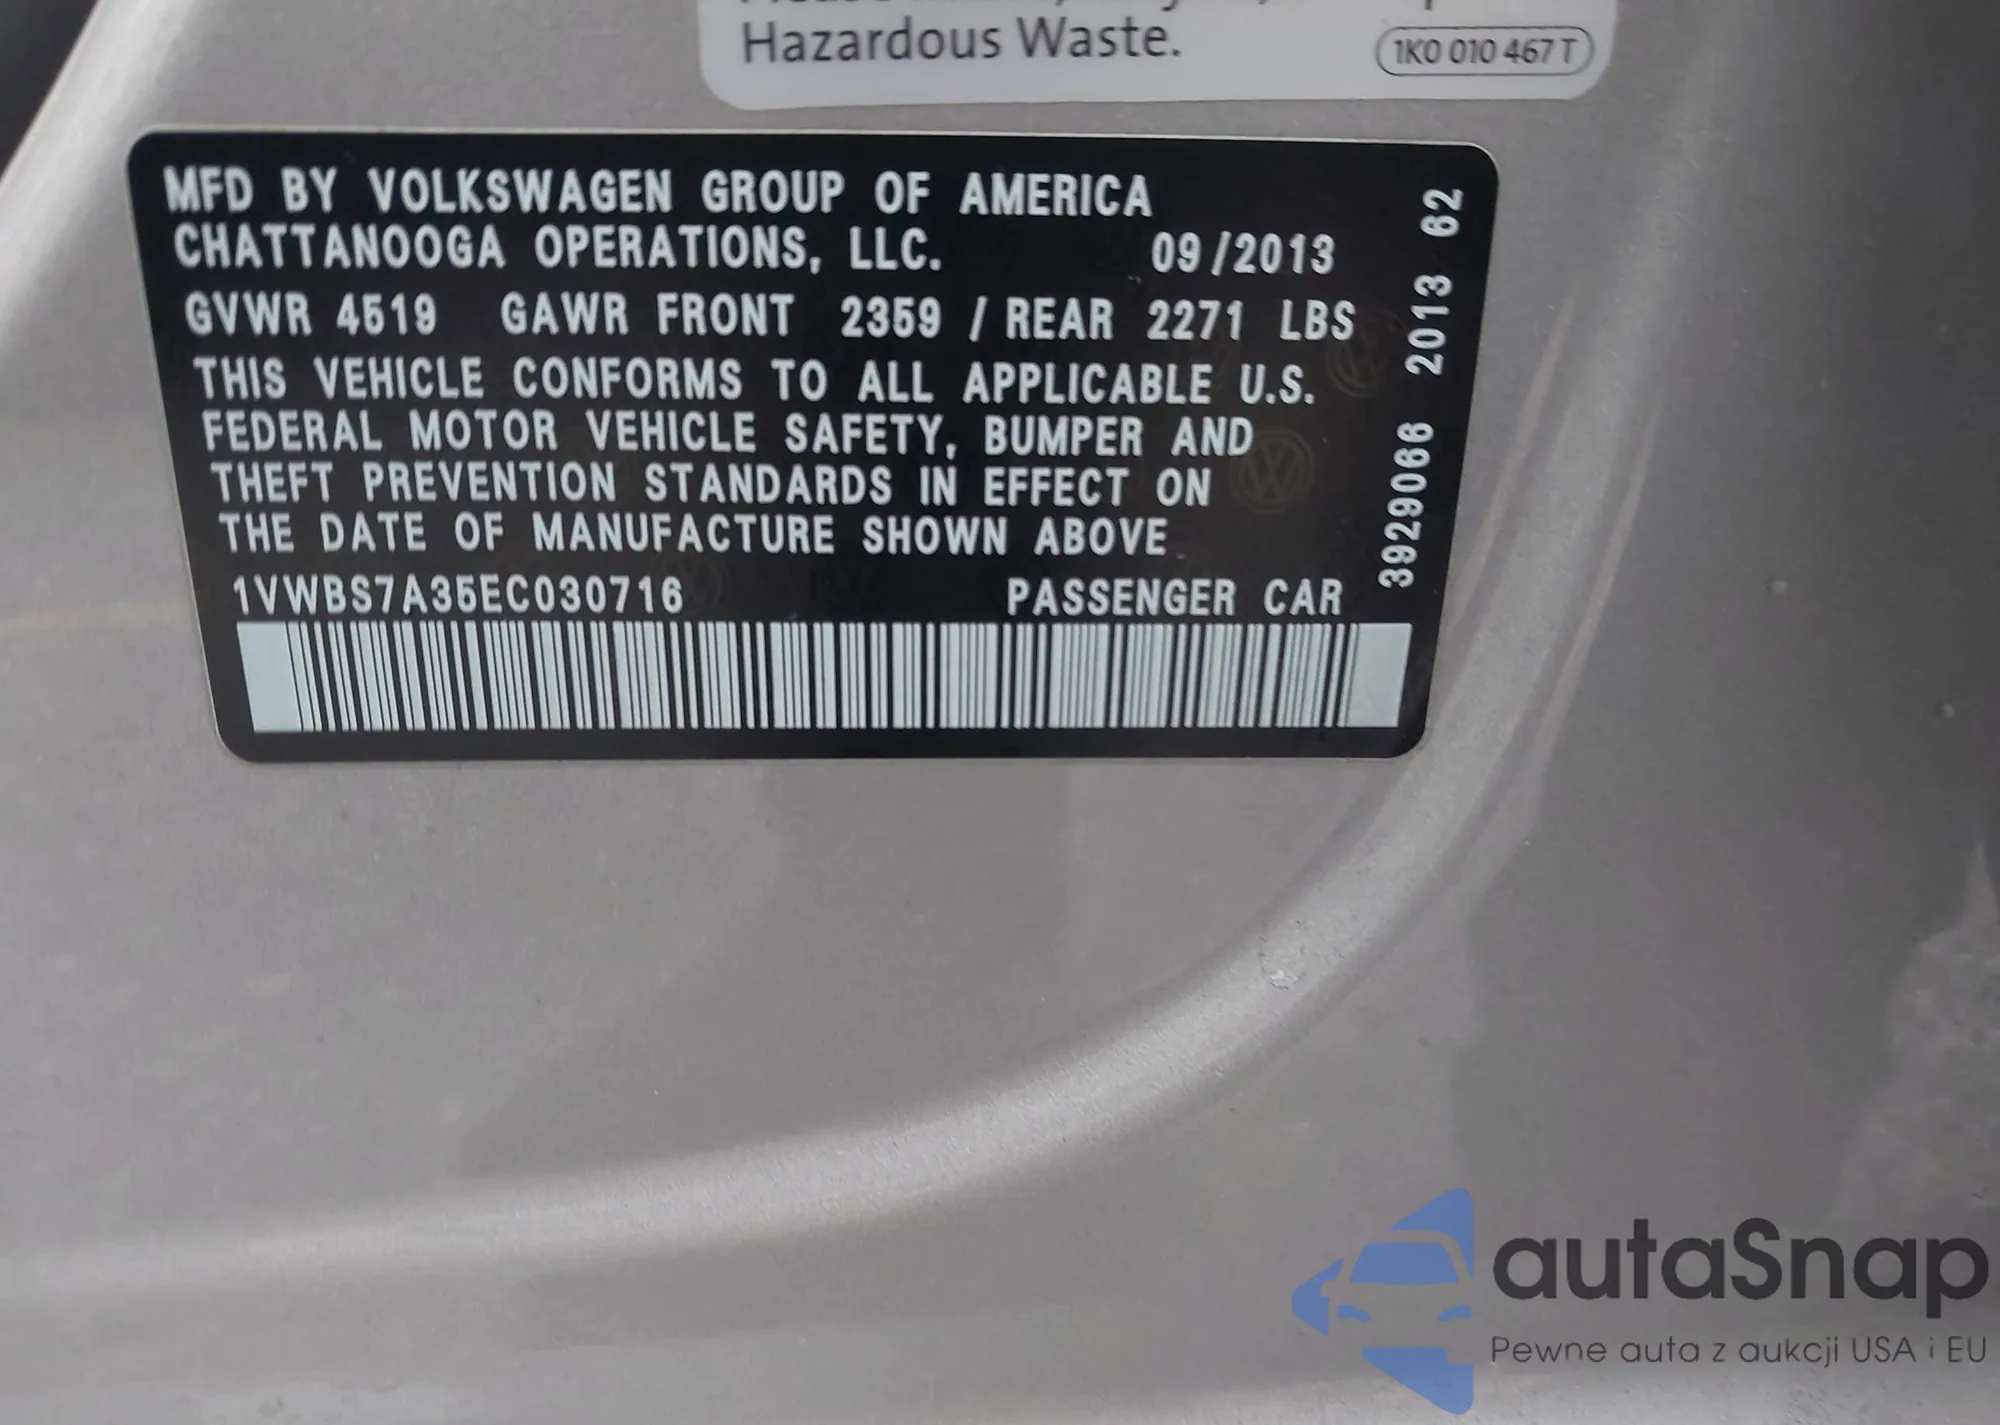 Hazardous Waste.
1K0 010 467 T
MFD BY VOLKSWAGEN GROUP OF AMERICA
CHATTANOOGA OPERATIONS, LLC. 09/2013
GVWR 4519 GAWR FRONT 2359 / REAR 2271 LBS
THIS VEHICLE CONFORMS TO ALL APPLICABLE U.S.
FEDERAL MOTOR VEHICLE SAFETY, BUMPER AND
THEFT PREVENTION STANDARDS IN EFFECT ON
THE DATE OF MANUFACTURE SHOWN ABOVE
1VWBS7A35EC030716 PASSENGER CAR
3929066 2013 62
autaSnap
Pewne auta z aukcji USA i EU